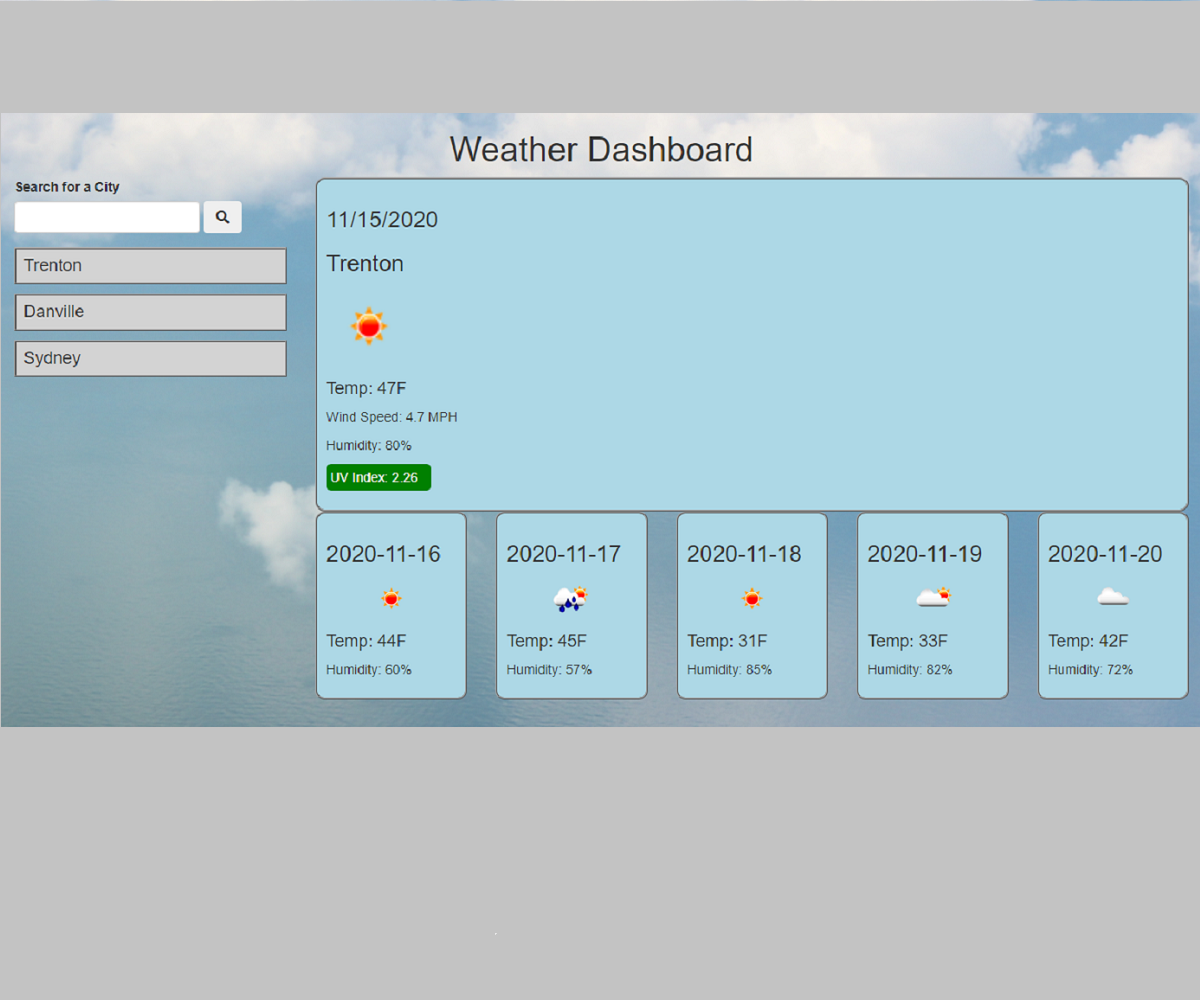 Weather Dashboard
Search for a City
Trenton
Danville
Sydney
11/15/2020
Trenton
Temp: 47F
Wind Speed: 4.7 MPH
Humidity: 80%
UV Index: 2.26
2020-11-16
Temp: 44F
Humidity: 60%
2020-11-17
Temp: 45F
Humidity: 57%
2020-11-18
Temp: 31F
Humidity: 85%
2020-11-19
Temp: 33F
Humidity: 82%
2020-11-20
Temp: 42F
Humidity: 72%